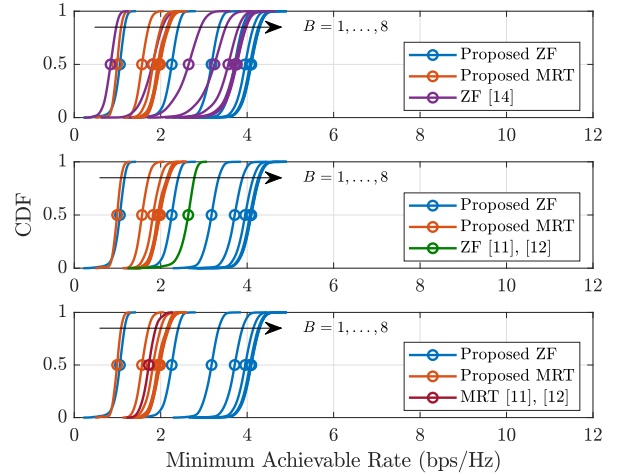 1
B = 1, . . . , 8
Proposed ZF
0.5
Proposed MRT
ZF [14]
0
0 2 4 6 8 10 12
1
B = 1, . . . , 8
Proposed ZF
CDF
0.5
Proposed MRT
ZF [11], [12]
0
0 2 4 6 8 10 12
1
B = 1, . . . , 8
Proposed ZF
0.5
Proposed MRT
MRT [11], [12]
0
0 2 4 6 8 10 12
Minimum Achievable Rate (bps/Hz)